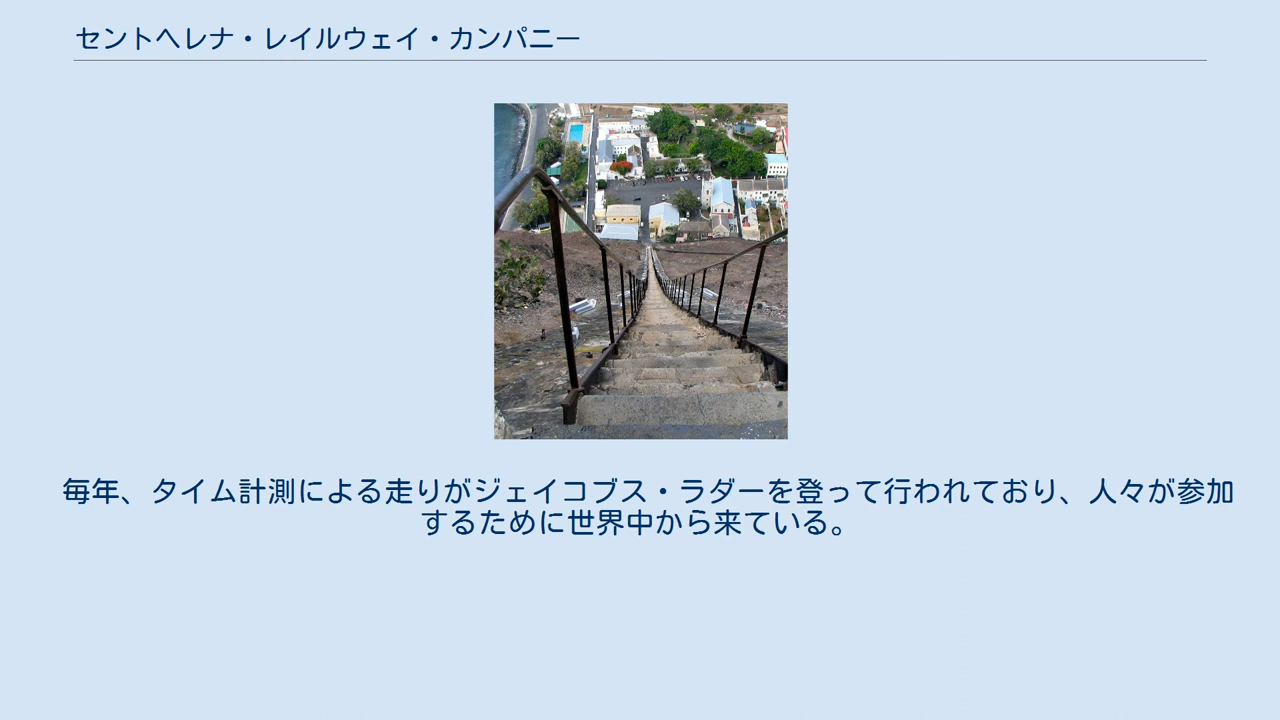 セントヘレナ・レイルウェイ・カンパニー
毎年、タイム計測による走りがジェイコブス・ラダーを登って行われており、人々が参加
するために世界中から来ている。